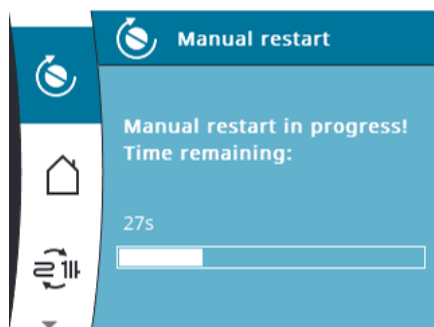 Manual restart
Manual restart in progress!
Time remaining:
27s